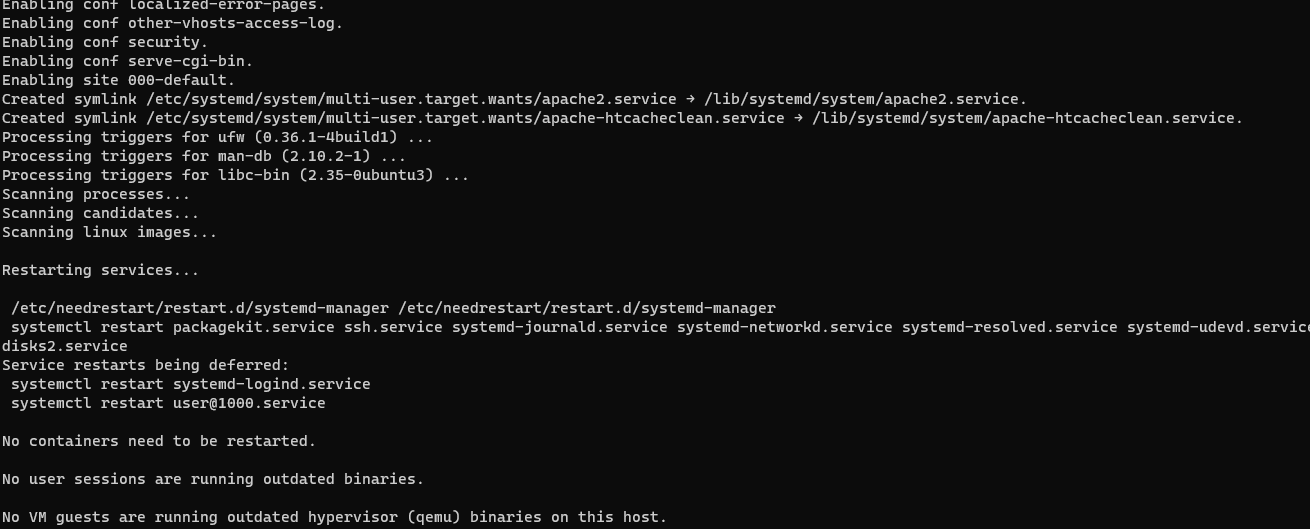 Enabling conf localized-error-pages.
Enabling conf other-vhosts-access-log.
Enabling conf security.
Enabling conf serve-cgi-bin.
Enabling site 000-default.
Created symlink /etc/systemd/system/multi-user.target.wants/apache2.service → /lib/systemd/system/apache2.service.
Created symlink /etc/systemd/system/multi-user.target.wants/apache-htcacheclean.service → /lib/systemd/system/apache-htcacheclean.service.
Processing triggers for ufw (0.36.1-4build1) ...
Processing triggers for man-db (2.10.2-1) ...
Processing triggers for libc-bin (2.35-0ubuntu3) ...
Scanning processes...
Scanning candidates...
Scanning linux images...
Restarting services...
/etc/needrestart/restart.d/systemd-manager /etc/needrestart/restart.d/systemd-manager
systemctl restart packagekit.service ssh.service systemd-journald.service systemd-networkd.service systemd-resolved.service systemd-udevd.service
disks2.service
Service restarts being deferred:
systemctl restart systemd-logind.service
systemctl restart user@1000.service
No containers need to be restarted.
No user sessions are running outdated binaries.
No VM guests are running outdated hypervisor (qemu) binaries on this host.